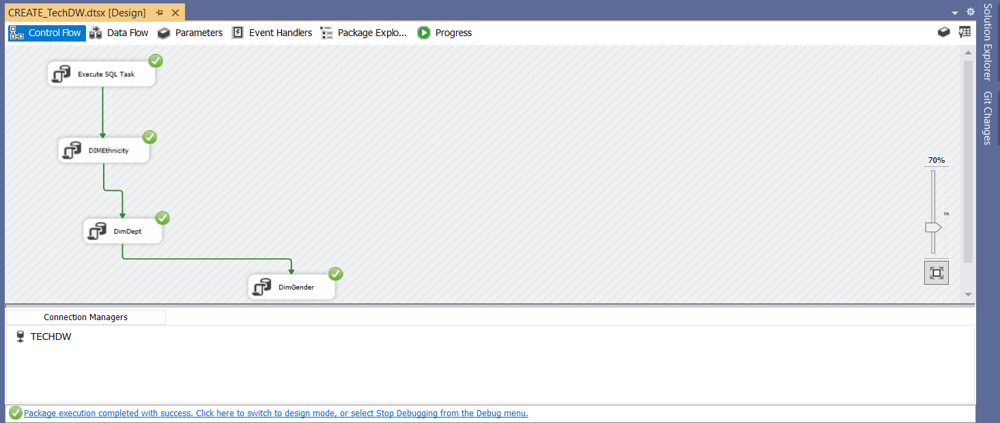 CREATE_TechDW.dtsx [Design]
Control Flow Data Flow Parameters Event Handlers Package Explo... Progress
Solution Explorer
Git Changes
Execute SQL Task
DIMEthnicity
70%
DimDept
DimGender
Connection Managers
TECHDW
Package execution completed with success. Click here to switch to design mode, or select Stop Debugging from the Debug menu.